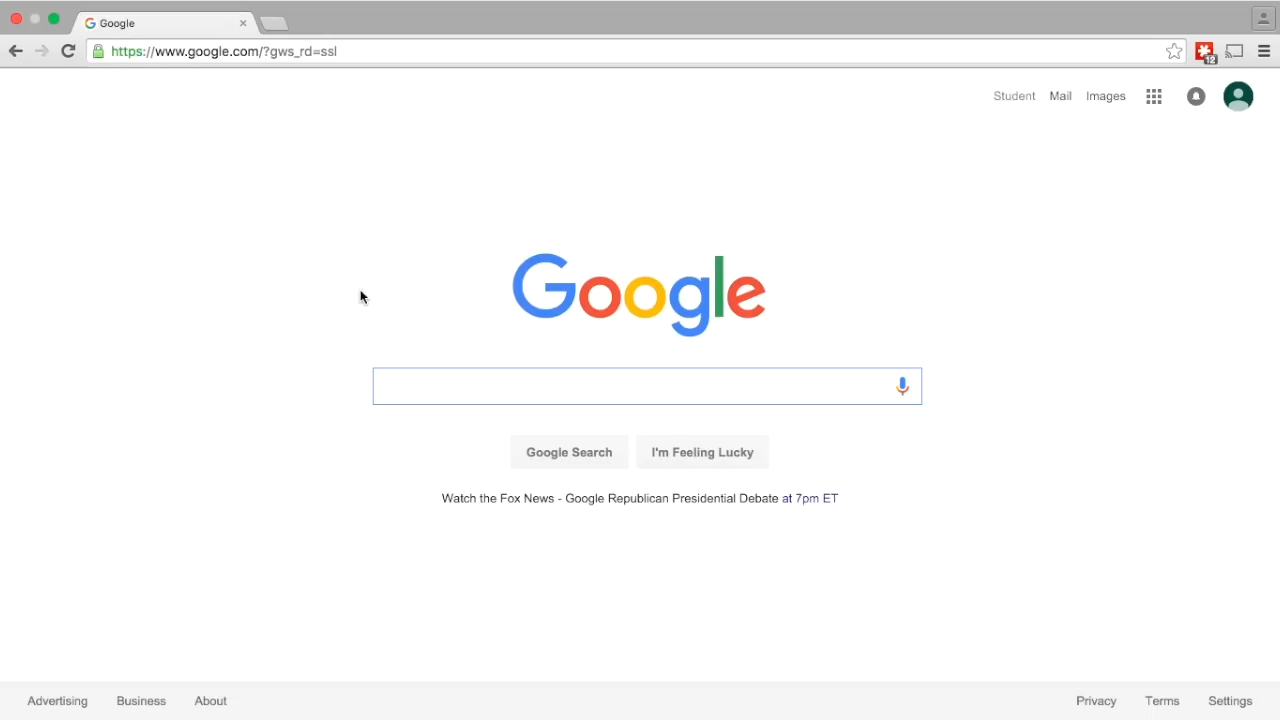 Google
https://www.google.com/?gws_rd=ssl
12
Student Mail Images
Google
Google Search I'm Feeling Lucky
Watch the Fox News - Google Republican Presidential Debate at 7pm ET
Advertising Business About Privacy Terms Settings